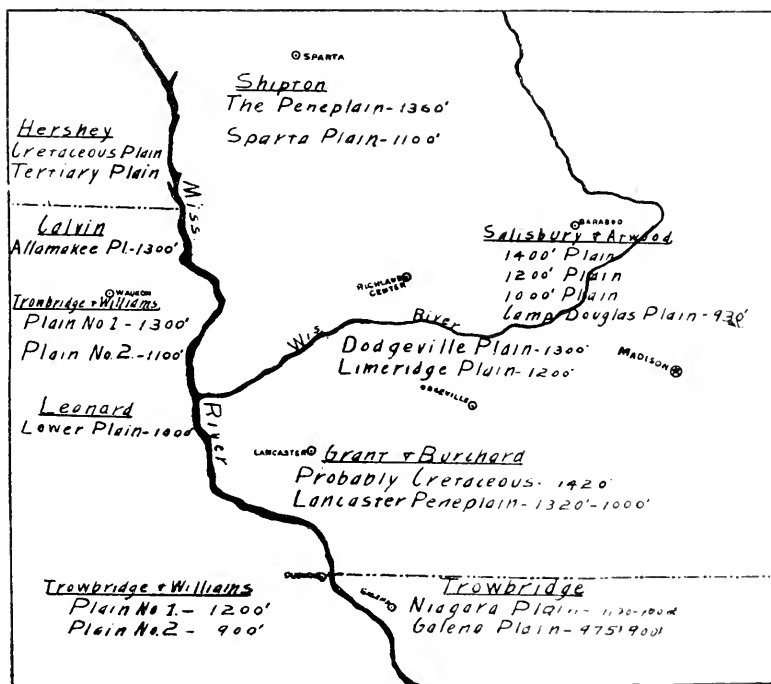 SPARTA
Shipton
The Peneplain-1360'
Sparta Plain-1100'
Hershey
Cretaceous Plain
Tertiary Plain
Miss.
Calvin
Allamakee Pl.-1300'
BARABOO
Salisbury & Atwood
1400' Plain
1200' Plain
1000' Plain
Camp Douglas Plain-930'
RICHLAND CENTER
WAUKON
Trowbridge & Williams
Plain No 1-1300'
Plain No. 2-1100'
Wis. River
Dodgeville Plain-1300'
Limeridge Plain-1200'
MADISON
Leonard
Lower Plain-1000'
River
LANCASTER
Grant & Burchard
Probably Cretaceous- 1420'
Lancaster Peneplain-1320'-1000'
Trowbridge & Williams
Plain No 1.- 1200'
Plain No. 2- 900'
GALENA
Trowbridge
Niagara Plain-
Galena Plain-975' 900'